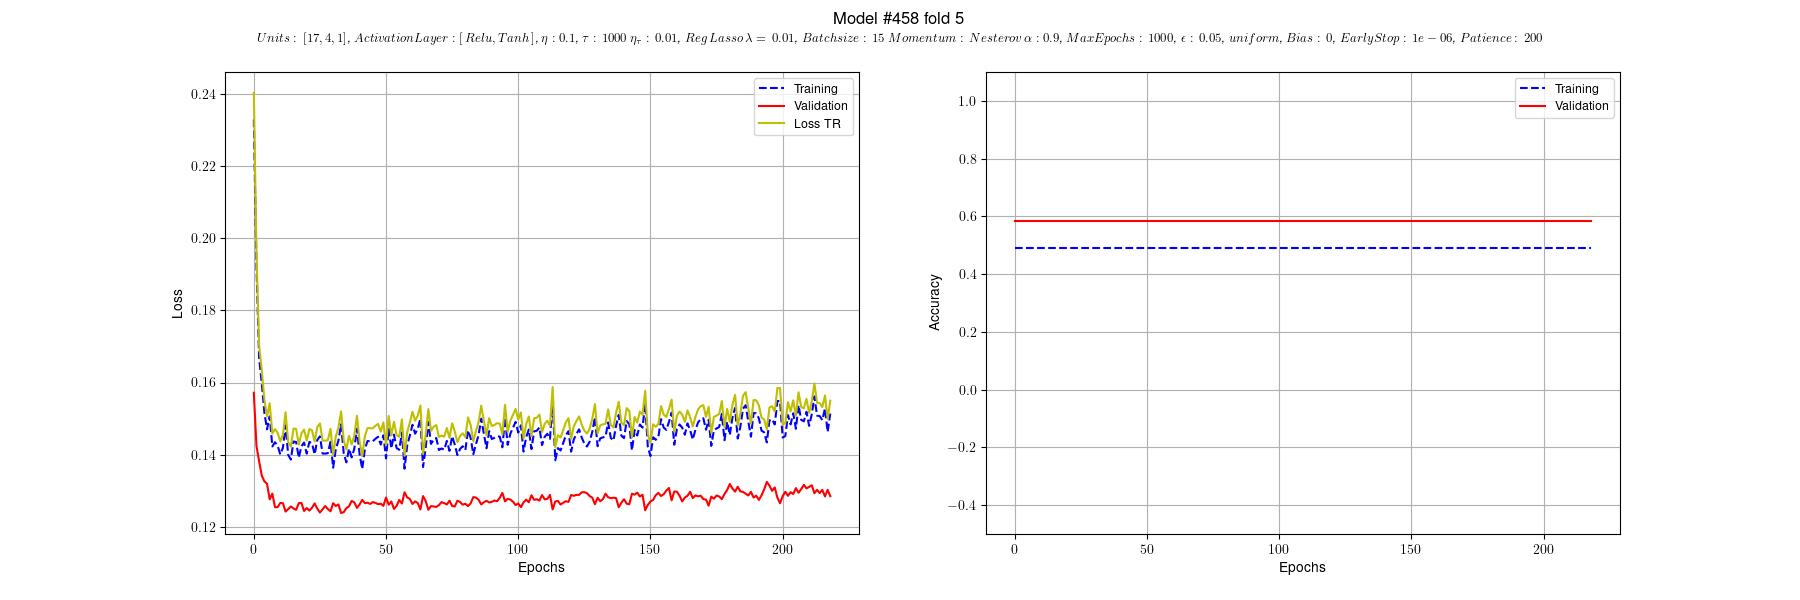 Model #458 fold 5
Units : [17, 4, 1], ActivationLayer : [Relu, Tanh], η : 0.1, τ : 1000 ητ : 0.01, Reg Lasso λ = 0.01, Batchsize : 15 Momentum : Nesterov α : 0.9, MaxEpochs : 1000, ϵ : 0.05, uniform, Bias : 0, EarlyStop : 1e − 06, Patience : 200
Loss
0.24
0.22
0.20
0.18
0.16
0.14
0.12
0 50 100 150 200
Epochs
Training
Validation
Loss TR
Accuracy
1.0
0.8
0.6
0.4
0.2
0.0
−0.2
−0.4
0 50 100 150 200
Epochs
Training
Validation